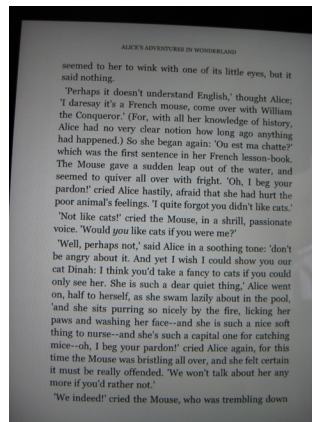 ALICE'S ADVENTURES IN WONDERLAND
seemed to her to wink with one of its little eyes, but it
said nothing.
'Perhaps it doesn't understand English,' thought Alice;
'I daresay it's a French mouse, come over with William
the Conqueror.' (For, with all her knowledge of history,
Alice had no very clear notion how long ago anything
had happened.) So she began again: 'Ou est ma chatte?'
which was the first sentence in her French lesson-book.
The Mouse gave a sudden leap out of the water, and
seemed to quiver all over with fright. 'Oh, I beg your
pardon!' cried Alice hastily, afraid that she had hurt the
poor animal's feelings. 'I quite forgot you didn't like cats.'
'Not like cats!' cried the Mouse, in a shrill, passionate
voice. 'Would you like cats if you were me?'
'Well, perhaps not,' said Alice in a soothing tone: 'don't
be angry about it. And yet I wish I could show you our
cat Dinah: I think you'd take a fancy to cats if you could
only see her. She is such a dear quiet thing,' Alice went
on, half to herself, as she swam lazily about in the pool,
'and she sits purring so nicely by the fire, licking her
paws and washing her face--and she is such a nice soft
thing to nurse--and she's such a capital one for catching
mice--oh, I beg your pardon!' cried Alice again, for this
time the Mouse was bristling all over, and she felt certain
it must be really offended. 'We won't talk about her any
more if you'd rather not.'
'We indeed!' cried the Mouse, who was trembling down